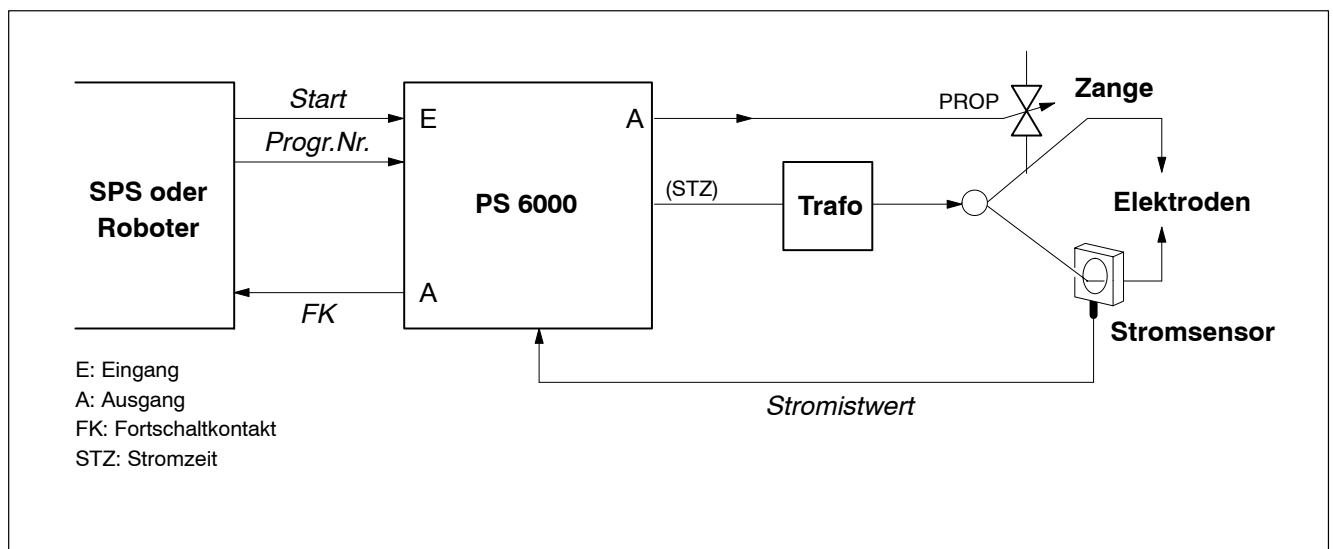 Start
Progr.Nr.
SPS oder
Roboter
FK
E
A
PS 6000
A
(STZ)
Trafo
PROP
Zange
Elektroden
Stromsensor
Stromistwert
E: Eingang
A: Ausgang
FK: Fortschaltkontakt
STZ: Stromzeit